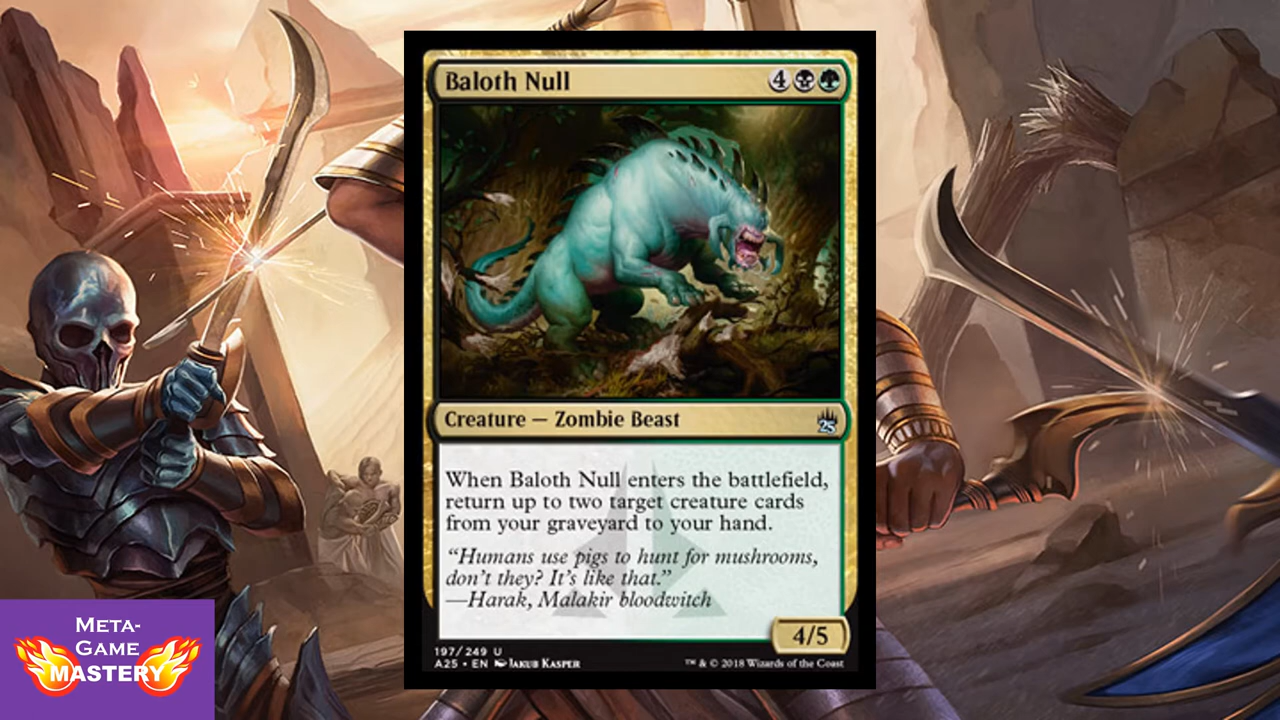 Baloth Null
4
Creature — Zombie Beast
25
When Baloth Null enters the battlefield,
return up to two target creature cards
from your graveyard to your hand.
“Humans use pigs to hunt for mushrooms,
don’t they? It’s like that.”
—Harak, Malakir bloodwitch
4/5
197/249 U
A25 • EN Jakub Kasper
™ & © 2018 Wizards of the Coast
Meta-
Game
Mastery